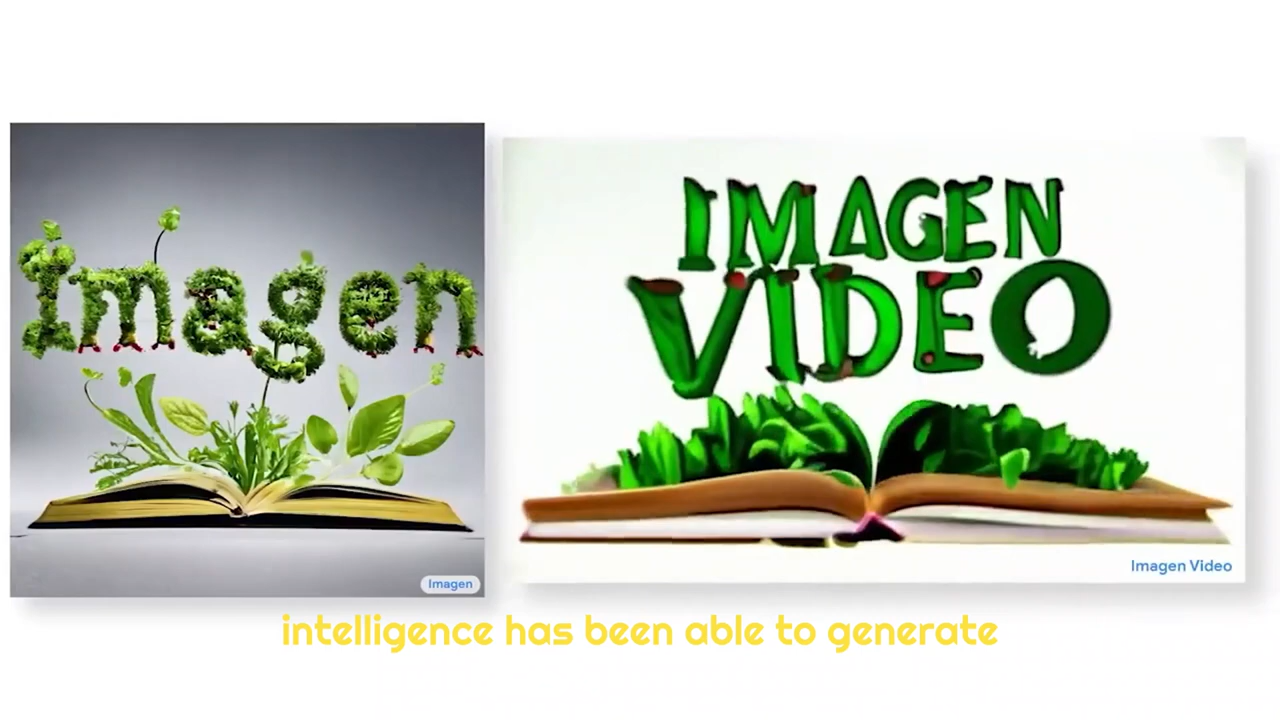 imagen
Imagen
IMAGEN
VIDEO
Imagen Video
intelligence has been able to generate